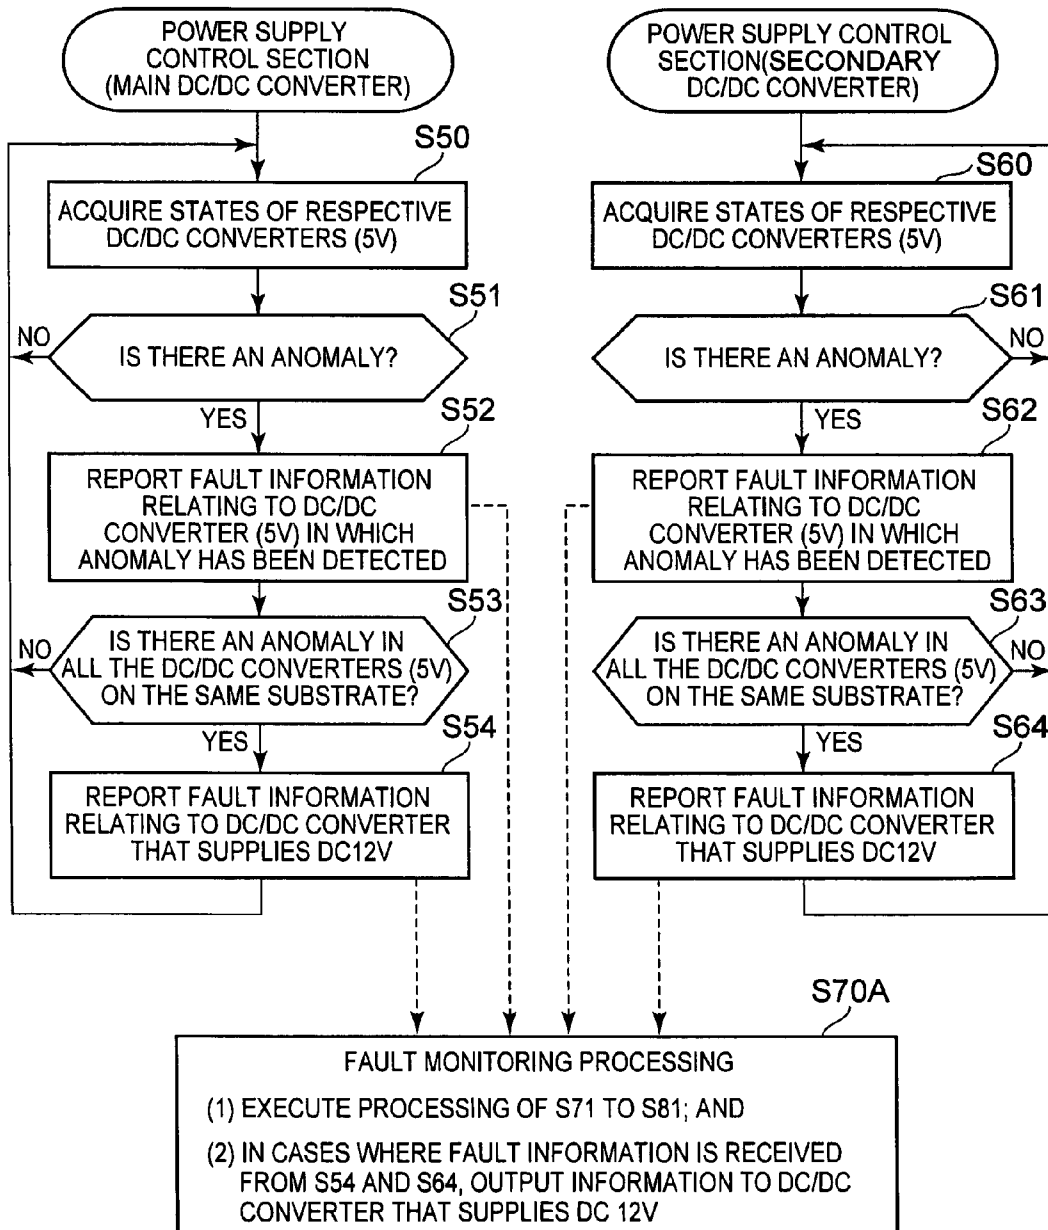 POWER SUPPLY
CONTROL SECTION
(MAIN DC/DC CONVERTER)
S50
ACQUIRE STATES OF RESPECTIVE
DC/DC CONVERTERS (5V)
S51
NO
IS THERE AN ANOMALY?
YES
S52
REPORT FAULT INFORMATION
RELATING TO DC/DC
CONVERTER (5V) IN WHICH
ANOMALY HAS BEEN DETECTED
S53
NO
IS THERE AN ANOMALY IN
ALL THE DC/DC CONVERTERS (5V)
ON THE SAME SUBSTRATE?
YES
S54
REPORT FAULT INFORMATION
RELATING TO DC/DC CONVERTER
THAT SUPPLIES DC12V
POWER SUPPLY CONTROL
SECTION(SECONDARY
DC/DC CONVERTER)
S60
ACQUIRE STATES OF RESPECTIVE
DC/DC CONVERTERS (5V)
S61
IS THERE AN ANOMALY?
NO
YES
S62
REPORT FAULT INFORMATION
RELATING TO DC/DC
CONVERTER (5V) IN WHICH
ANOMALY HAS BEEN DETECTED
S63
IS THERE AN ANOMALY IN
ALL THE DC/DC CONVERTERS (5V)
ON THE SAME SUBSTRATE?
NO
YES
S64
REPORT FAULT INFORMATION
RELATING TO DC/DC CONVERTER
THAT SUPPLIES DC12V
S70A
FAULT MONITORING PROCESSING
(1) EXECUTE PROCESSING OF S71 TO S81; AND
(2) IN CASES WHERE FAULT INFORMATION IS RECEIVED
FROM S54 AND S64, OUTPUT INFORMATION TO DC/DC
CONVERTER THAT SUPPLIES DC 12V